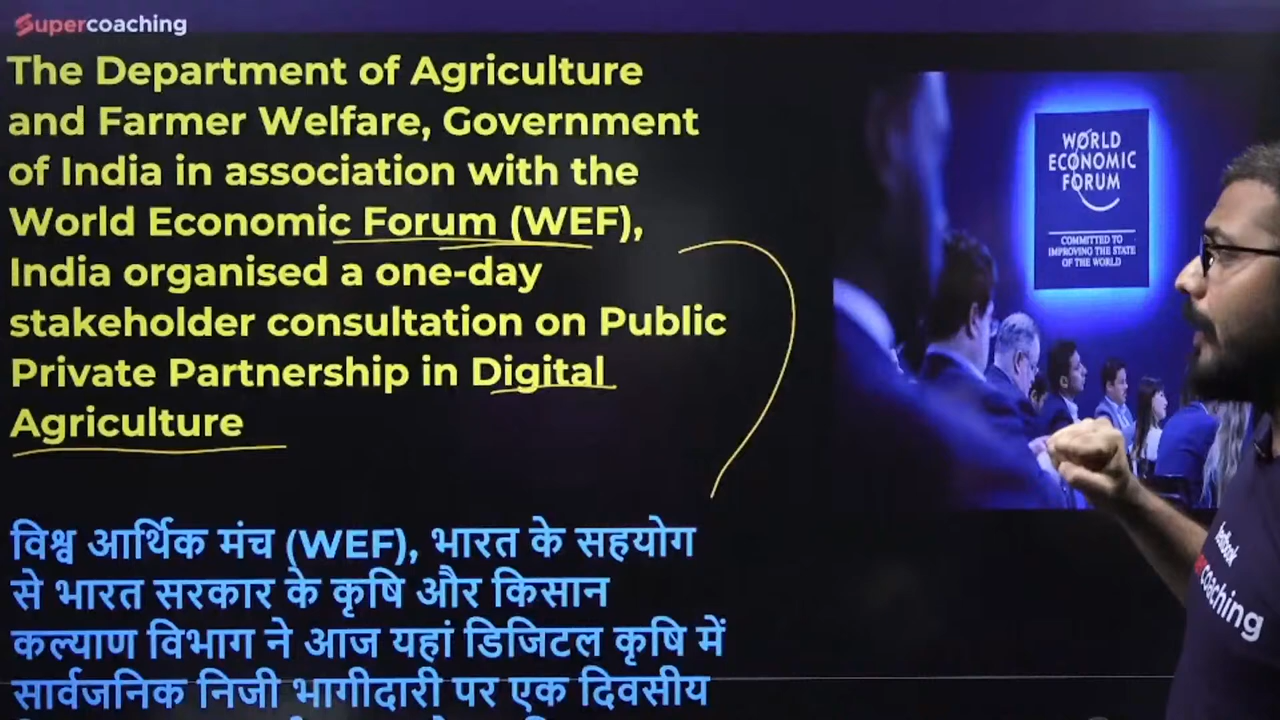 Supercoaching
The Department of Agriculture
and Farmer Welfare, Government
of India in association with the
World Economic Forum (WEF),
India organised a one-day
stakeholder consultation on Public
Private Partnership in Digital
Agriculture
विश्व आर्थिक मंच (WEF), भारत के सहयोग
से भारत सरकार के कृषि और किसान
कल्याण विभाग ने आज यहां डिजिटल कृषि में
सार्वजनिक निजी भागीदारी पर एक दिवसीय
WORLD
ECONOMIC
FORUM
COMMITTED TO
IMPROVING THE STATE
OF THE WORLD
testbook
coaching